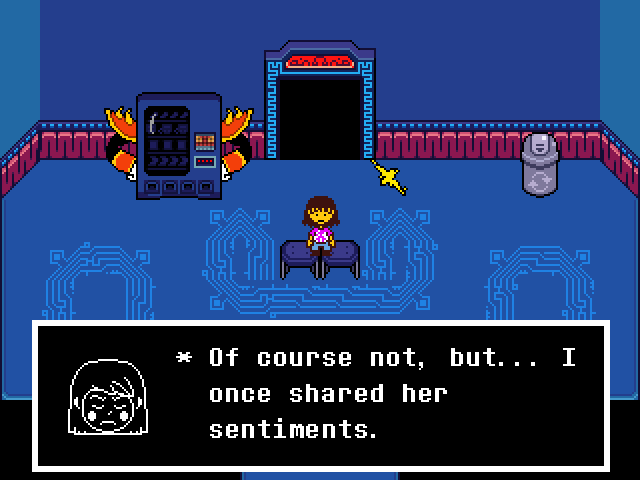 * Of course not, but... I
once shared her
sentiments.